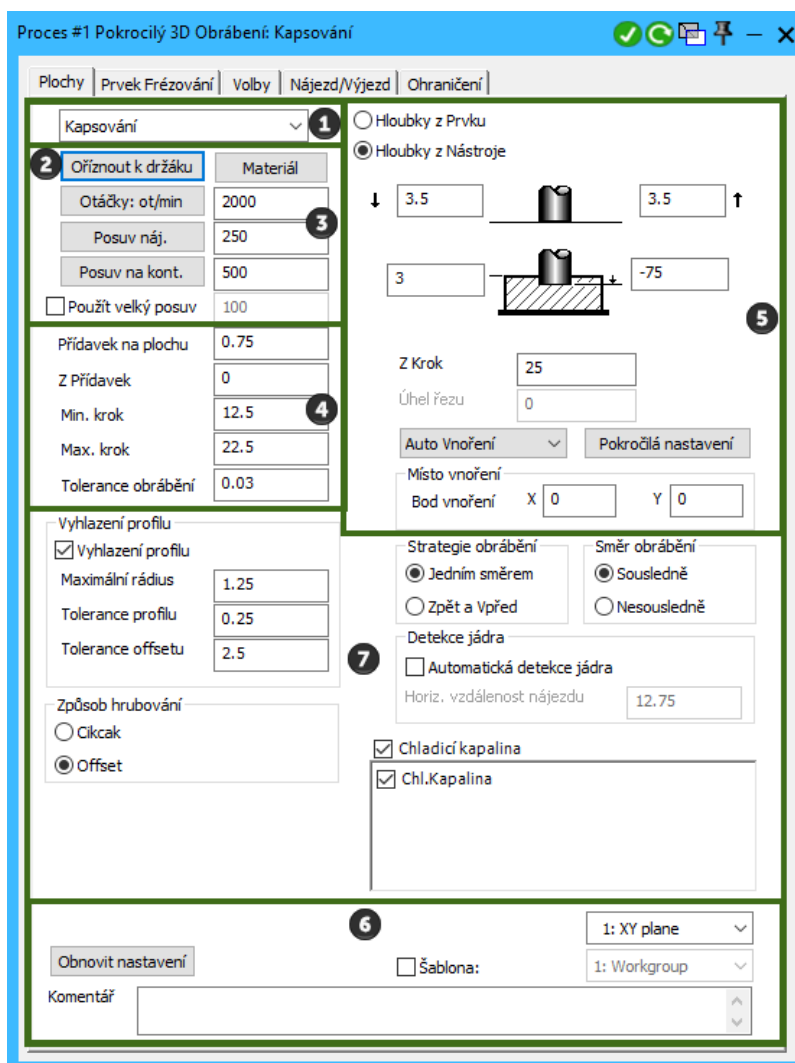 Proces #1 Pokrocilý 3D Obrábení: Kapsování
Plochy
Prvek Frézování
Volby
Nájezd/Výjezd
Ohraničení
Kapsování
1
2
Oříznout k držáku
Materiál
Otáčky: ot/min
2000
3
Posuv náj.
250
Posuv na kont.
500
Použít velký posuv
100
Přídavek na plochu
0.75
Z Přídavek
0
Min. krok
12.5
4
Max. krok
22.5
Tolerance obrábění
0.03
Hloubky z Prvku
Hloubky z Nástroje
3.5
3.5
3
-75
5
Z Krok
25
Úhel řezu
0
Auto Vnoření
Pokročilá nastavení
Místo vnoření
Bod vnoření
X
0
Y
0
Vyhlazení profilu
Vyhlazení profilu
Maximální rádius
1.25
Tolerance profilu
0.25
Tolerance offsetu
2.5
7
Způsob hrubování
Cikcak
Offset
Strategie obrábění
Jedním směrem
Zpět a Vpřed
Směr obrábění
Sousledně
Nesousledně
Detekce jádra
Automatická detekce jádra
Horiz. vzdálenost nájezdu
12.75
Chladicí kapalina
Chl.Kapalina
6
1: XY plane
Obnovit nastavení
Šablona:
1: Workgroup
Komentář